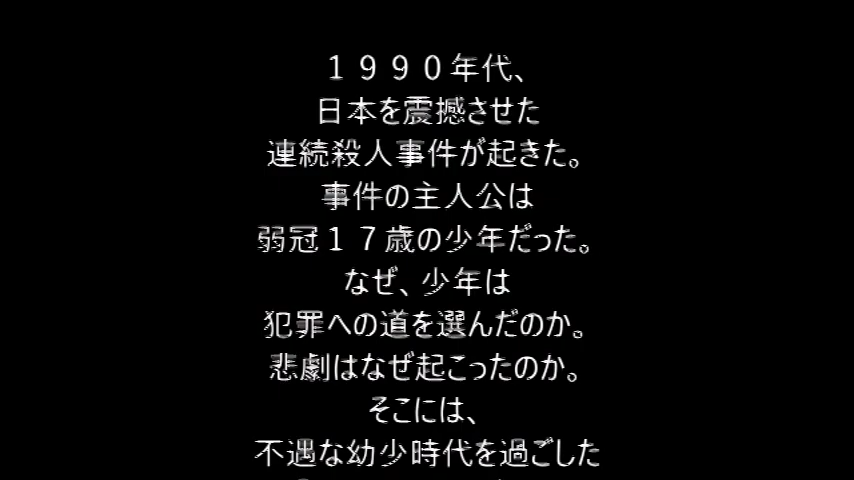 １９９０年代、
日本を震撼させた
連続殺人事件が起きた。
事件の主人公は
弱冠１７歳の少年だった。
なぜ、少年は
犯罪への道を選んだのか。
悲劇はなぜ起こったのか。
そこには、
不遇な幼少時代を過ごした